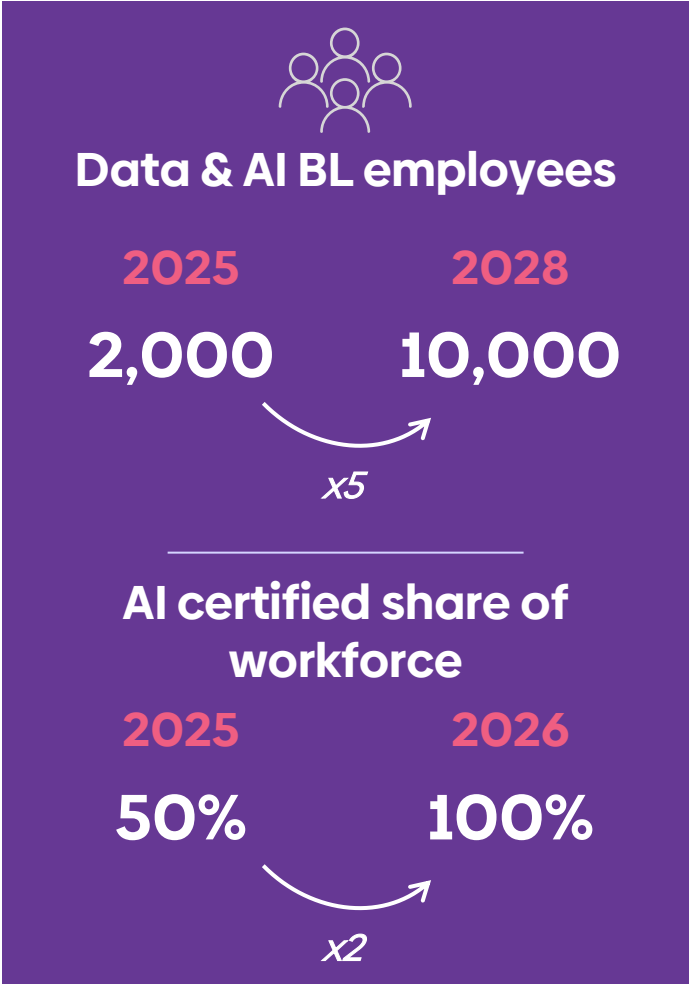 Data & AI BL employees
2025 2028
2,000 10,000
x5
AI certified share of
workforce
2025 2026
50% 100%
x2